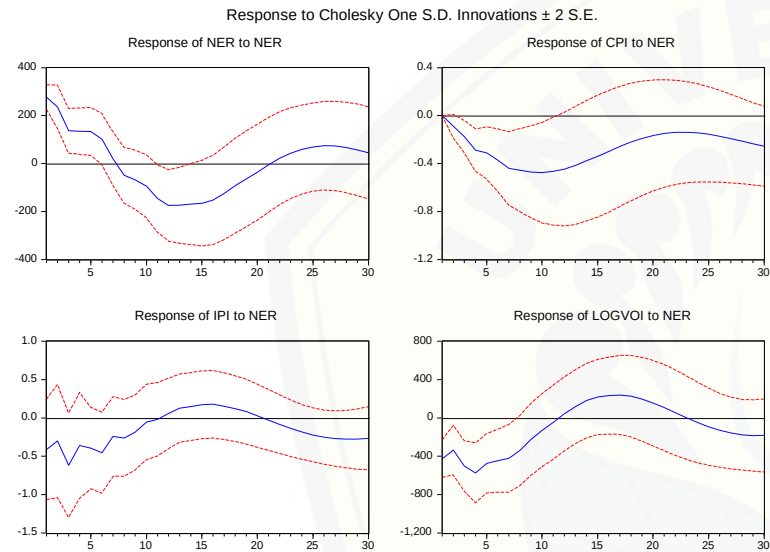 Response to Cholesky One S.D. Innovations ± 2 S.E.
Response of NER to NER
400
200
0
-200
-400
5 10 15 20 25 30
Response of CPI to NER
0.4
0.0
-0.4
-0.8
-1.2
5 10 15 20 25 30
Response of IPI to NER
1.0
0.5
0.0
-0.5
-1.0
-1.5
5 10 15 20 25 30
Response of LOGVOI to NER
800
400
0
-400
-800
-1,200
5 10 15 20 25 30
UNIVE